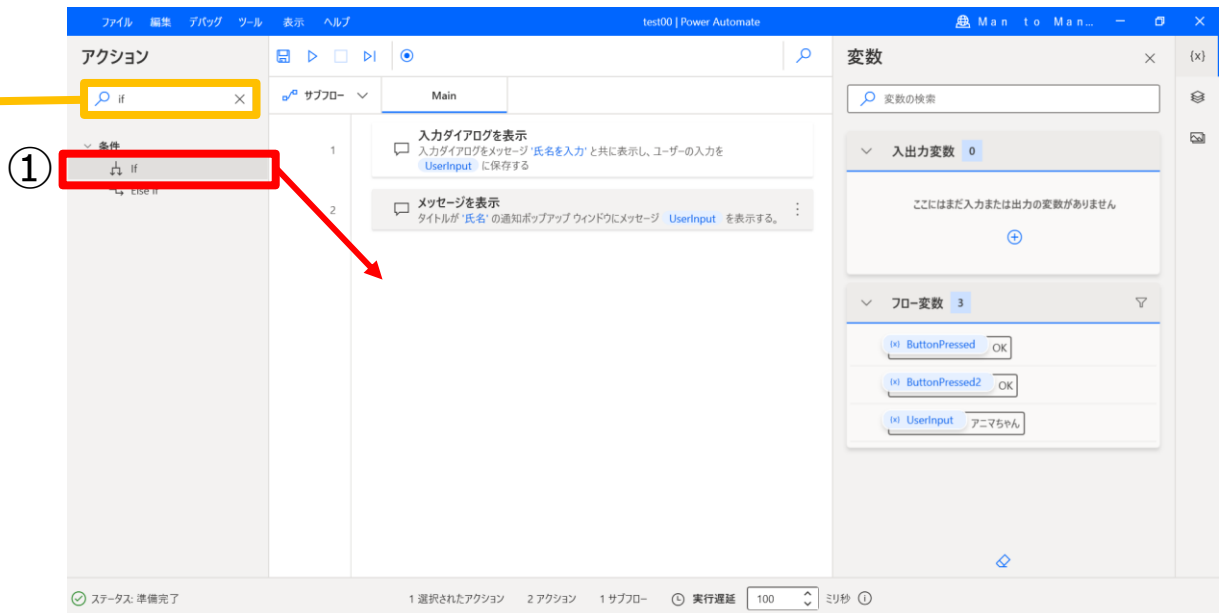 ファイル 編集 デバッグ ツール 表示 ヘルプ
test00 | Power Automate
Man to Man...
アクション
if
条件
①
If
Else if
サブフロー
Main
1
入力ダイアログを表示
入力ダイアログをメッセージ '氏名を入力' と共に表示し、ユーザーの入力を
UserInput に保存する
2
メッセージを表示
タイトルが '氏名' の通知ポップアップ ウィンドウにメッセージ UserInput を表示する。
変数
{x}
変数の検索
入出力変数 0
ここにはまだ入力または出力の変数がありません
フロー変数 3
(x) ButtonPressed OK
(x) ButtonPressed2 OK
(x) UserInput アニマちゃん
ステータス: 準備完了
1 選択されたアクション 2 アクション 1 サブフロー 実行遅延 100 ミリ秒